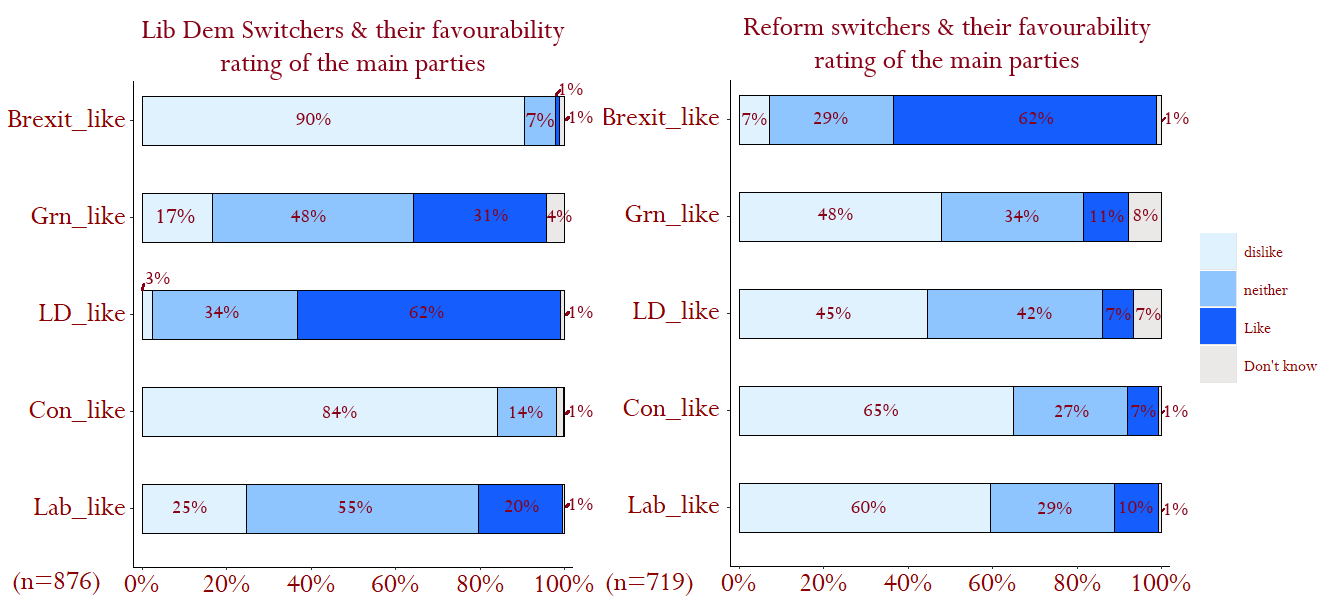 Lib Dem Switchers & their favourability
rating of the main parties
1%
Brexit_like 90% 7% 1%
Grn_like 17% 48% 31% 4%
3%
LD_like 34% 62% 1%
Con_like 84% 14% 1%
Lab_like 25% 55% 20% 1%
(n=876) 0% 20% 40% 60% 80% 100%
Reform switchers & their favourability
rating of the main parties
Brexit_like 7% 29% 62% 1%
Grn_like 48% 34% 11% 8%
LD_like 45% 42% 7% 7%
Con_like 65% 27% 7% 1%
Lab_like 60% 29% 10% 1%
(n=719) 0% 20% 40% 60% 80% 100%
dislike
neither
Like
Don't know